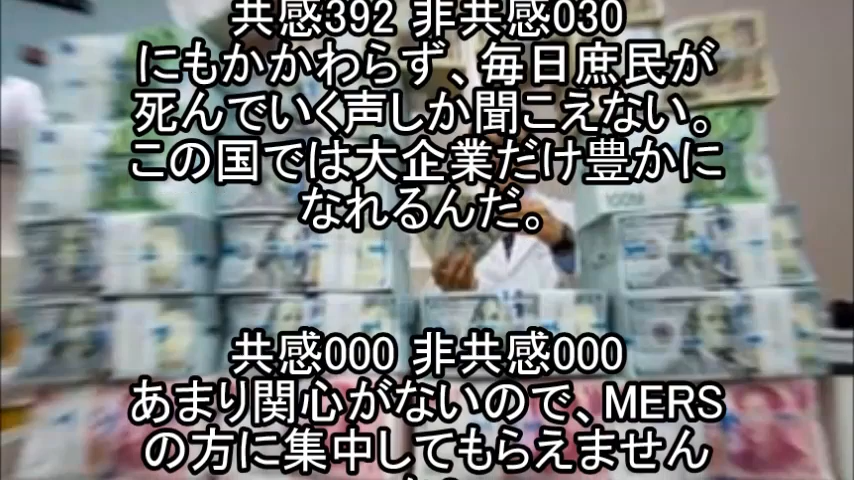 共感392 非共感030
にもかかわらず、毎日庶民が
死んでいく声しか聞こえない。
この国では大企業だけ豊かに
なれるんだ。
共感000 非共感000
あまり関心がないので、MERS
の方に集中してもらえません